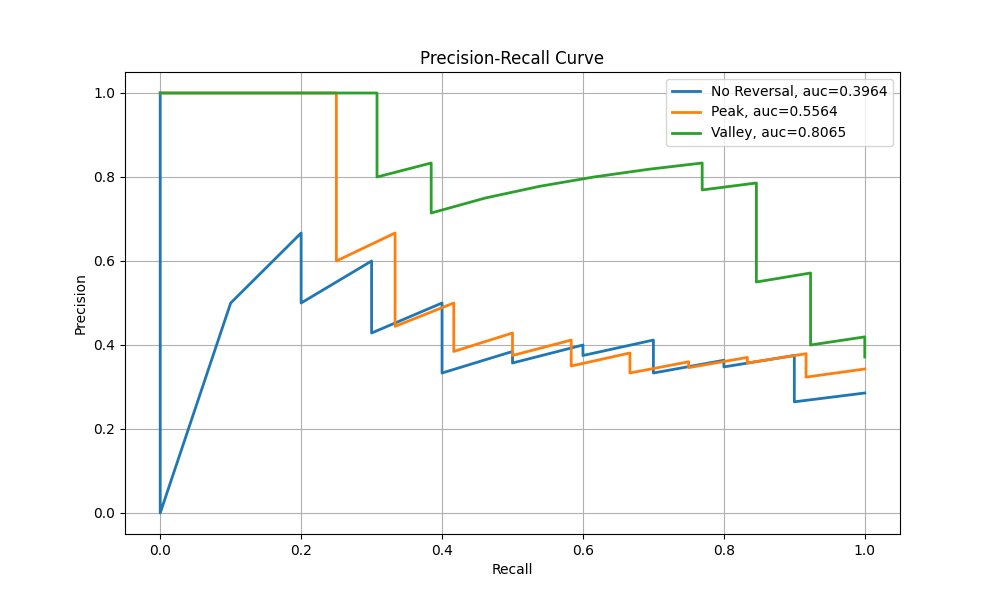 Precision-Recall Curve
No Reversal, auc=0.3964
Peak, auc=0.5564
Valley, auc=0.8065
Precision
1.0
0.8
0.6
0.4
0.2
0.0
0.0 0.2 0.4 0.6 0.8 1.0
Recall